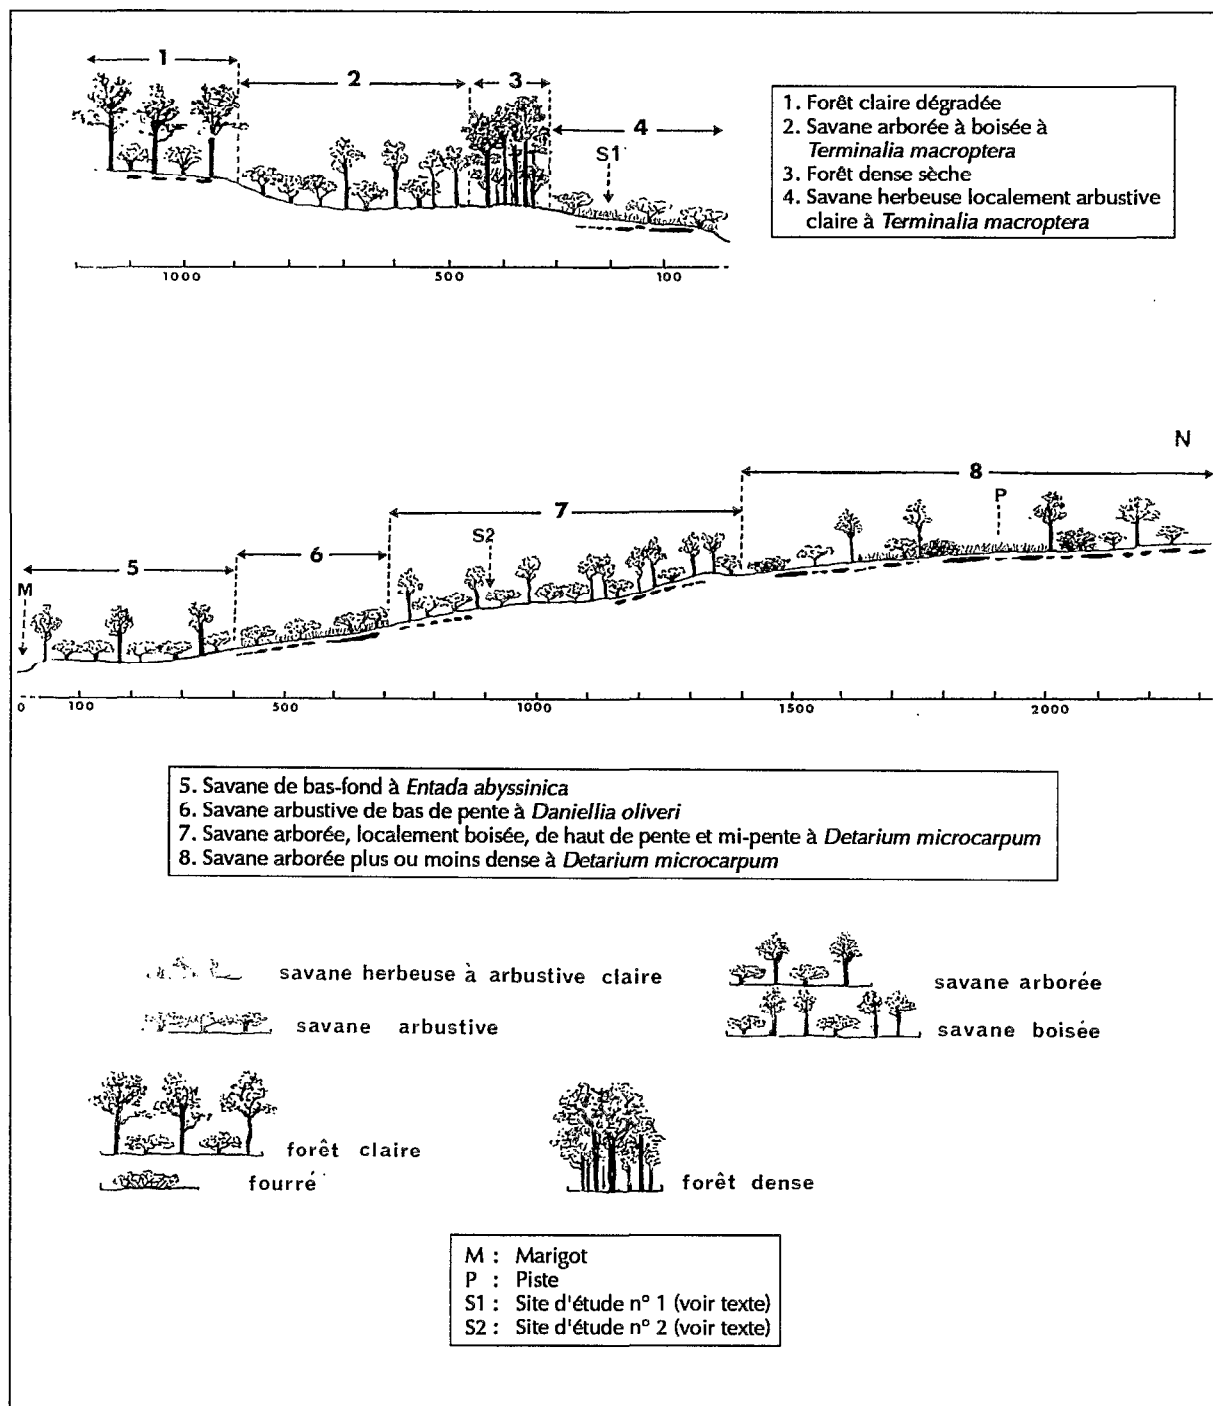 1
2
3
4
S1
1. Forêt claire dégradée
2. Savane arborée à boisée à
Terminalia macroptera
3. Forêt dense sèche
4. Savane herbeuse localement arbustive
claire à Terminalia macroptera
1000
500
100
N
8
P
7
S2
6
5
M
0
100
500
1000
1500
2000
5. Savane de bas-fond à Entada abyssinica
6. Savane arbustive de bas de pente à Daniellia oliveri
7. Savane arborée, localement boisée, de haut de pente et mi-pente à Detarium microcarpum
8. Savane arborée plus ou moins dense à Detarium microcarpum
savane herbeuse à arbustive claire
savane arborée
savane arbustive
savane boisée
forêt claire
fourré
forêt dense
M : Marigot
P : Piste
S1 : Site d'étude n° 1 (voir texte)
S2 : Site d'étude n° 2 (voir texte)